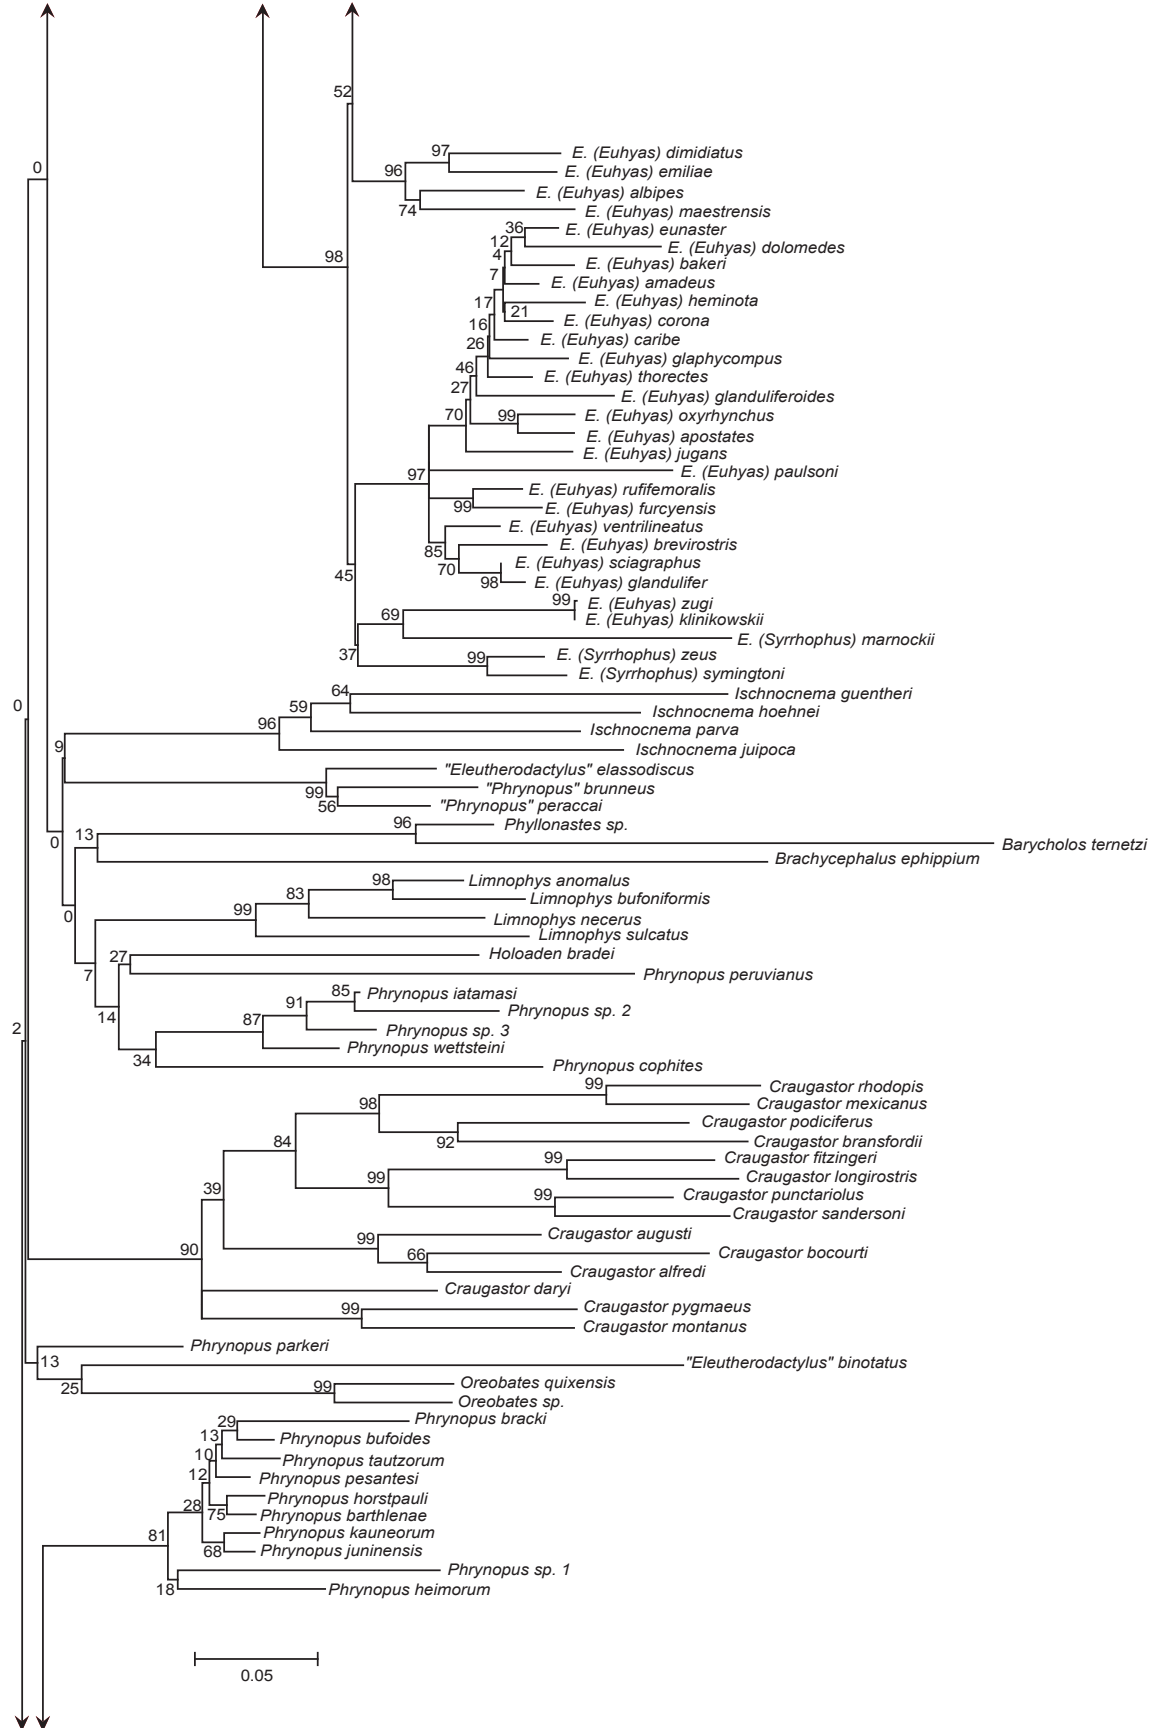 52
0
97
E. (Euhyas) dimidiatus
96
E. (Euhyas) emiliae
E. (Euhyas) albipes
74
E. (Euhyas) maestrensis
36
E. (Euhyas) eunaster
12
E. (Euhyas) dolomedes
98
4
E. (Euhyas) bakeri
7
E. (Euhyas) amadeus
17
E. (Euhyas) heminota
21
E. (Euhyas) corona
16
E. (Euhyas) caribe
26
E. (Euhyas) glaphycompus
46
E. (Euhyas) thorectes
27
E. (Euhyas) glanduliferoides
70
99
E. (Euhyas) oxyrhynchus
E. (Euhyas) apostates
E. (Euhyas) jugans
97
E. (Euhyas) paulsoni
E. (Euhyas) rufifemoralis
99
E. (Euhyas) furcyensis
E. (Euhyas) ventrilineatus
85
E. (Euhyas) brevirostris
70
E. (Euhyas) sciagraphus
45
98
E. (Euhyas) glandulifer
99
E. (Euhyas) zugi
69
E. (Euhyas) klinikowskii
E. (Syrrhophus) marnockii
37
99
E. (Syrrhophus) zeus
E. (Syrrhophus) symingtoni
64
Ischnocnema guentheri
0
59
Ischnocnema hoehnei
96
Ischnocnema parva
9
Ischnocnema juipoca
"Eleutherodactylus" elassodiscus
99
"Phrynopus" brunneus
56
"Phrynopus" peraccai
96
Phyllonastes sp.
13
0
Barycholos ternetzi
Brachycephalus ephippium
98
Limnophys anomalus
83
Limnophys bufoniformis
99
0
Limnophys necerus
Limnophys sulcatus
27
Holoaden bradei
7
Phrynopus peruvianus
85
Phrynopus iatamasi
91
Phrynopus sp. 2
14
87
2
Phrynopus sp. 3
Phrynopus wettsteini
34
Phrynopus cophites
99
Craugastor rhodopis
98
Craugastor mexicanus
Craugastor podiciferus
84
92
Craugastor bransfordii
99
Craugastor fitzingeri
99
Craugastor longirostris
39
99
Craugastor punctariolus
Craugastor sandersoni
99
Craugastor augusti
90
66
Craugastor bocourti
Craugastor alfredi
Craugastor daryi
99
Craugastor pygmaeus
Craugastor montanus
Phrynopus parkeri
13
"Eleutherodactylus" binotatus
25
99
Oreobates quixensis
Oreobates sp.
29
Phrynopus bracki
13
Phrynopus bufoides
10
Phrynopus tautzorum
12
Phrynopus pesantesi
28
Phrynopus horstpauli
75
Phrynopus barthlenae
81
Phrynopus kauneorum
68
Phrynopus juninensis
Phrynopus sp. 1
18
Phrynopus heimorum
0.05